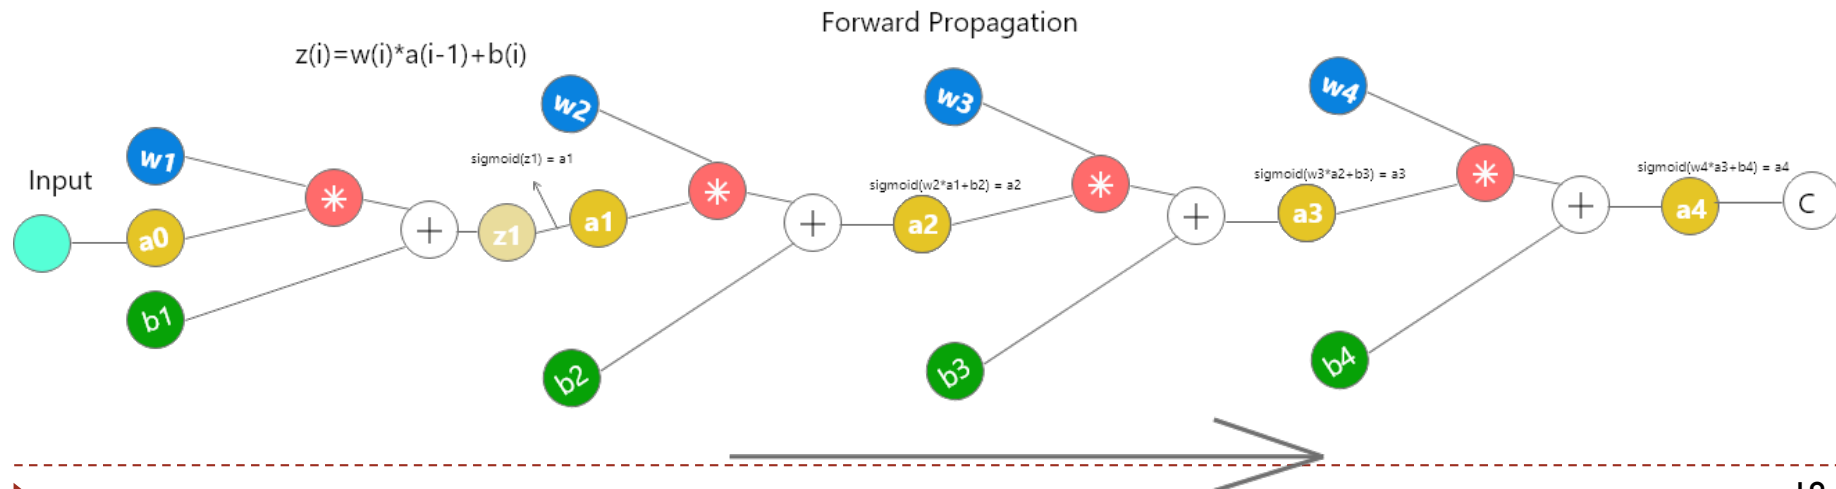 Forward Propagation
z(i)=w(i)*a(i-1)+b(i)
w2
w3
w4
w1
sigmoid(z1) = a1
Input
*
*
*
*
sigmoid(w2*a1+b2) = a2
sigmoid(w3*a2+b3) = a3
sigmoid(w4*a3+b4) = a4
a0
+
z1
a1
+
a2
+
a3
+
a4
C
b1
b2
b3
b4